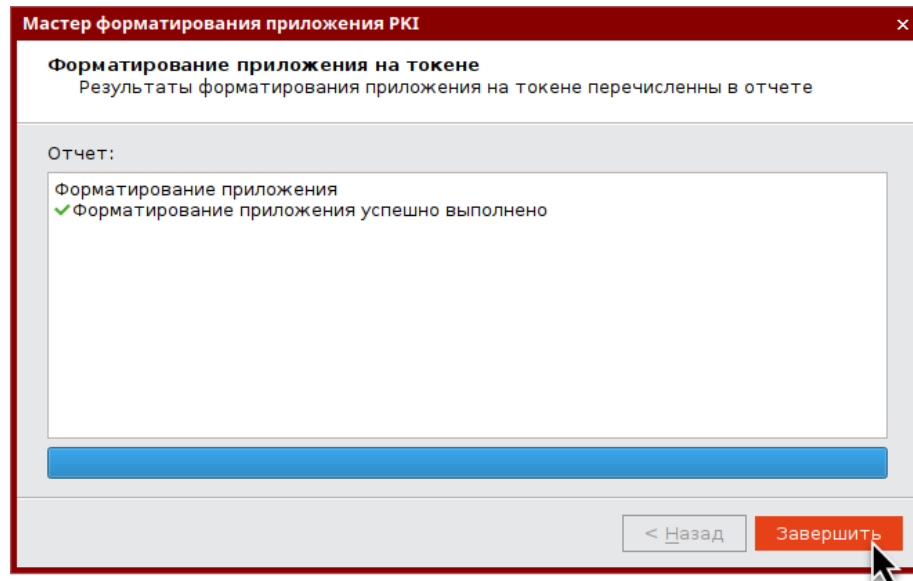 Мастер форматирования приложения PKI
Форматирование приложения на токене
Результаты форматирования приложения на токене перечисленны в отчете
Отчет:
Форматирование приложения
Форматирование приложения успешно выполнено
< Назад
Завершить